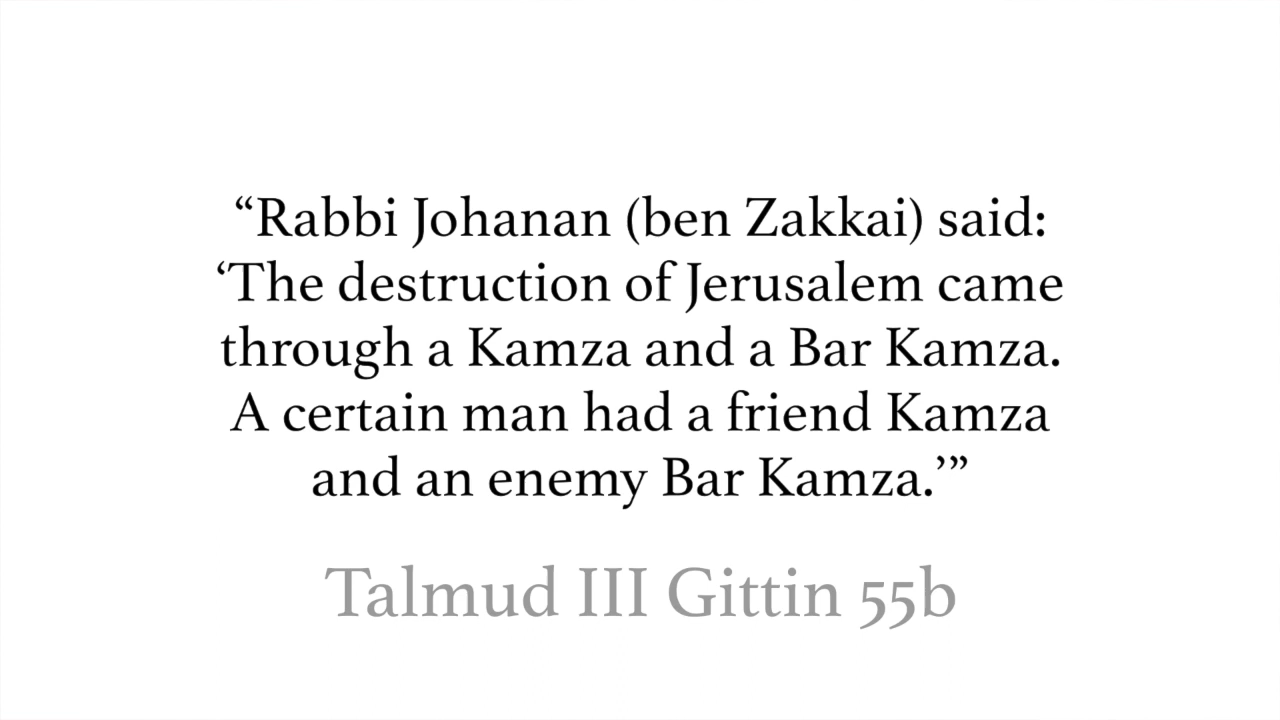 “Rabbi Johanan (ben Zakkai) said:
‘The destruction of Jerusalem came
through a Kamza and a Bar Kamza.
A certain man had a friend Kamza
and an enemy Bar Kamza.’”
Talmud III Gittin 55b